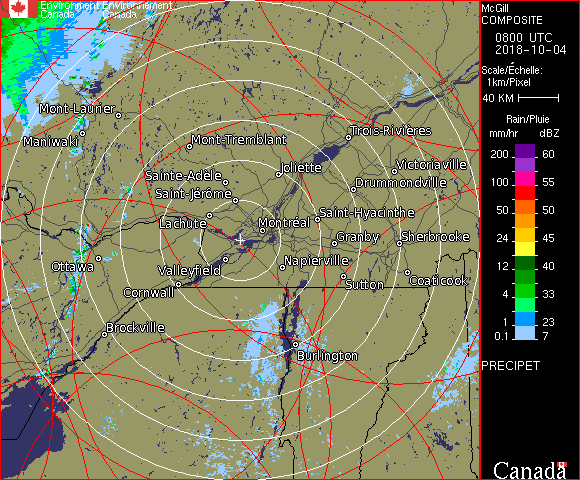 Environment Environnement
Canada Canada
McGill
COMPOSITE
0800 UTC
2018-10-04
Scale/Échelle:
1km/Pixel
40 KM
Rain/Pluie
mm/hr dBZ
200 60
100 55
50 50
24 45
12 40
4 33
1 23
0.1 7
PRECIPET
Canada
Mont-Laurier
Maniwaki
Mont-Tremblant
Trois-Rivières
Joliette
Victoriaville
Sainte-Adèle
Drummondville
Saint-Jérôme
Lachute
Saint-Hyacinthe
Montréal
Granby
Sherbrooke
Ottawa
Valleyfield
Napierville
Sutton
Coaticook
Cornwall
Brockville
Burlington